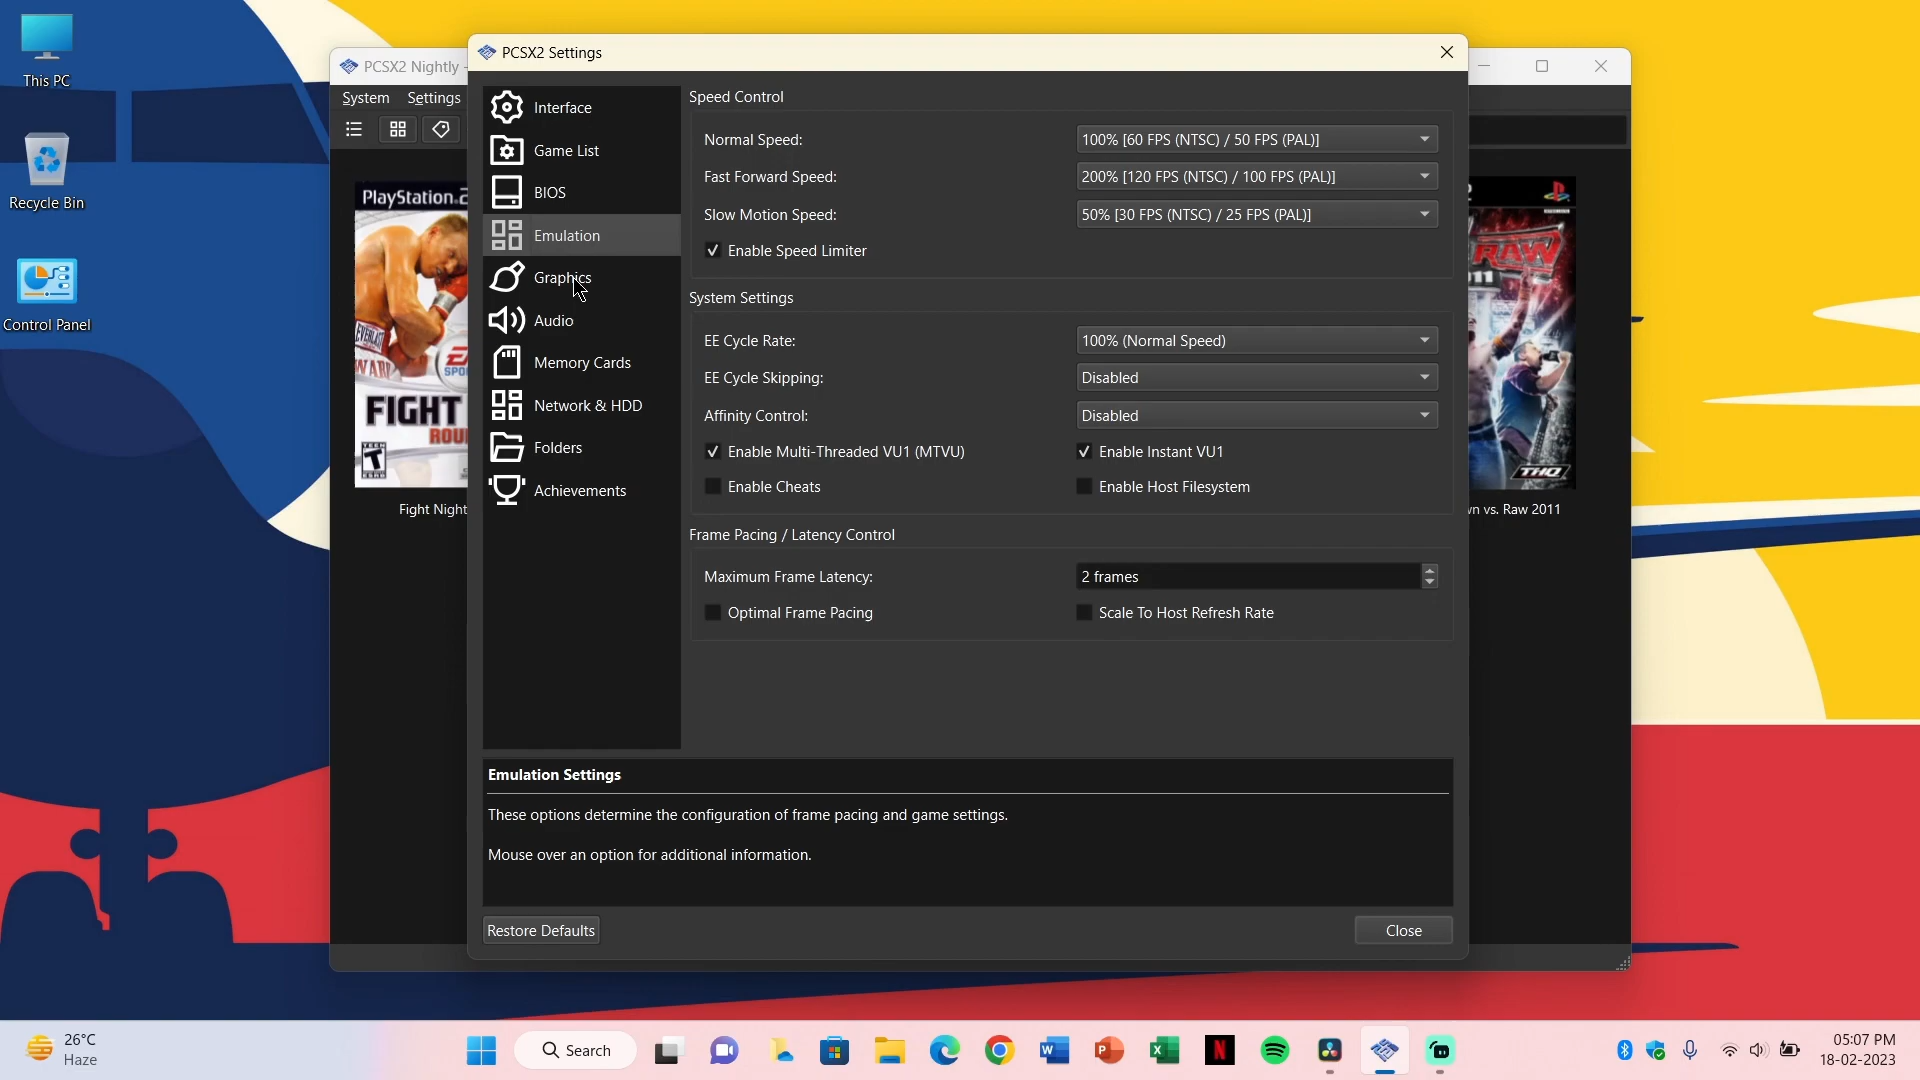 This PC
Recycle Bin
Control Panel
PCSX2 Nightly -
System Settings
PlayStation.2
EVERLAST
EA
SPO
FIGHT
ROU
TEEN
T
Fight Night
PCSX2 Settings
Interface
Game List
BIOS
Emulation
Graphics
Audio
Memory Cards
Network & HDD
Folders
Achievements
Speed Control
Normal Speed: 100% [60 FPS (NTSC) / 50 FPS (PAL)]
Fast Forward Speed: 200% [120 FPS (NTSC) / 100 FPS (PAL)]
Slow Motion Speed: 50% [30 FPS (NTSC) / 25 FPS (PAL)]
Enable Speed Limiter
System Settings
EE Cycle Rate: 100% (Normal Speed)
EE Cycle Skipping: Disabled
Affinity Control: Disabled
Enable Multi-Threaded VU1 (MTVU) Enable Instant VU1
Enable Cheats Enable Host Filesystem
Frame Pacing / Latency Control
Maximum Frame Latency: 2 frames
Optimal Frame Pacing Scale To Host Refresh Rate
Emulation Settings
These options determine the configuration of frame pacing and game settings.
Mouse over an option for additional information.
Restore Defaults Close
2
RAW
THQ
wn vs. Raw 2011
26°C
Haze
Search
05:07 PM
18-02-2023